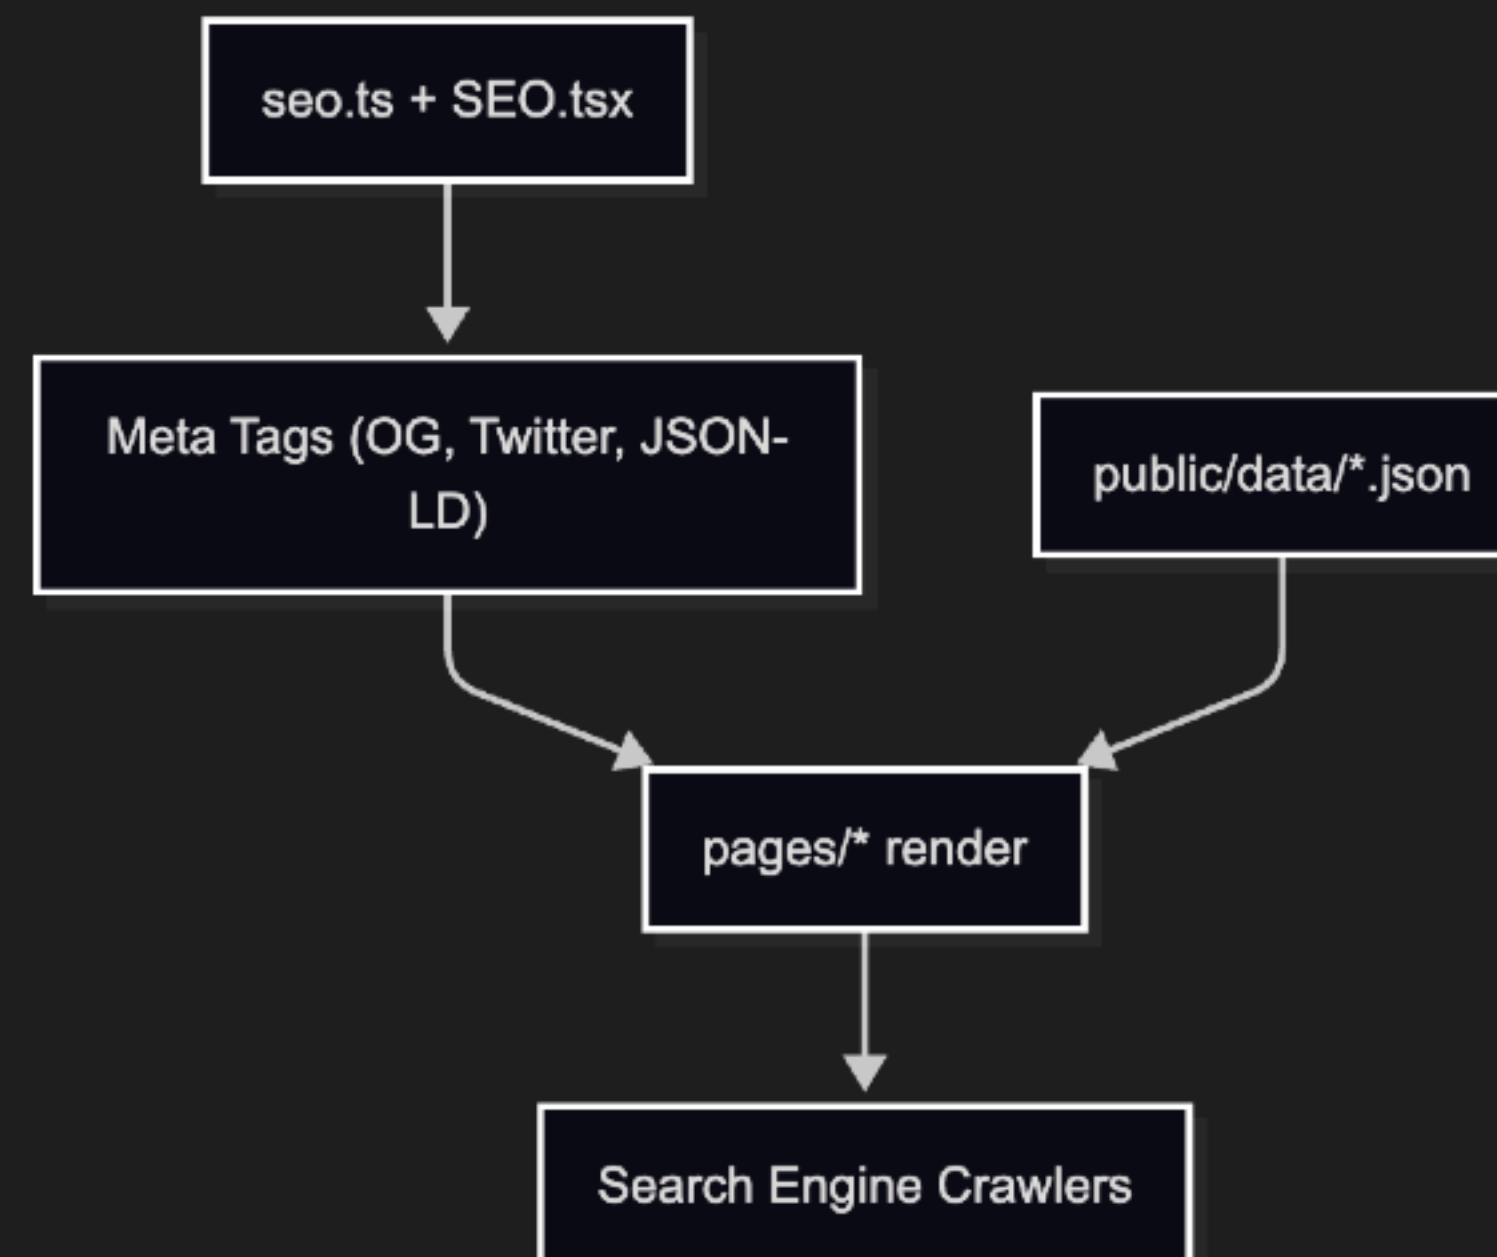 seo.ts + SEO.tsx
Meta Tags (OG, Twitter, JSON-
LD)
public/data/*.json
pages/* render
Search Engine Crawlers